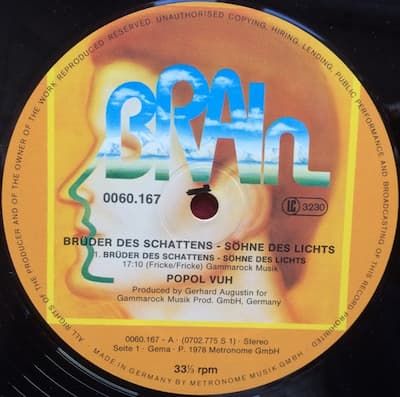 ALL RIGHTS OF THE PRODUCER AND OF THE OWNER OF THE WORK REPRODUCED RESERVED. UNAUTHORISED COPYING, HIRING, LENDING, PUBLIC PERFORMANCE AND BROADCASTING OF THIS RECORD PROHIBITED
BRAIN
0060.167
LC 3230
BRÜDER DES SCHATTENS - SÖHNE DES LICHTS
1. BRÜDER DES SCHATTENS - SÖHNE DES LICHTS
17:10 (Fricke/Fricke) Gammarock Musik
POPOL VUH
Produced by Gerhard Augustin for
Gammarock Musik Prod. GmbH, Germany
0060.167 - A · (0702.775 S 1) · Stereo
Seite 1 · Gema · P 1978 Metronome GmbH
33⅓ rpm
MADE IN GERMANY BY METRONOME MUSIK GMBH